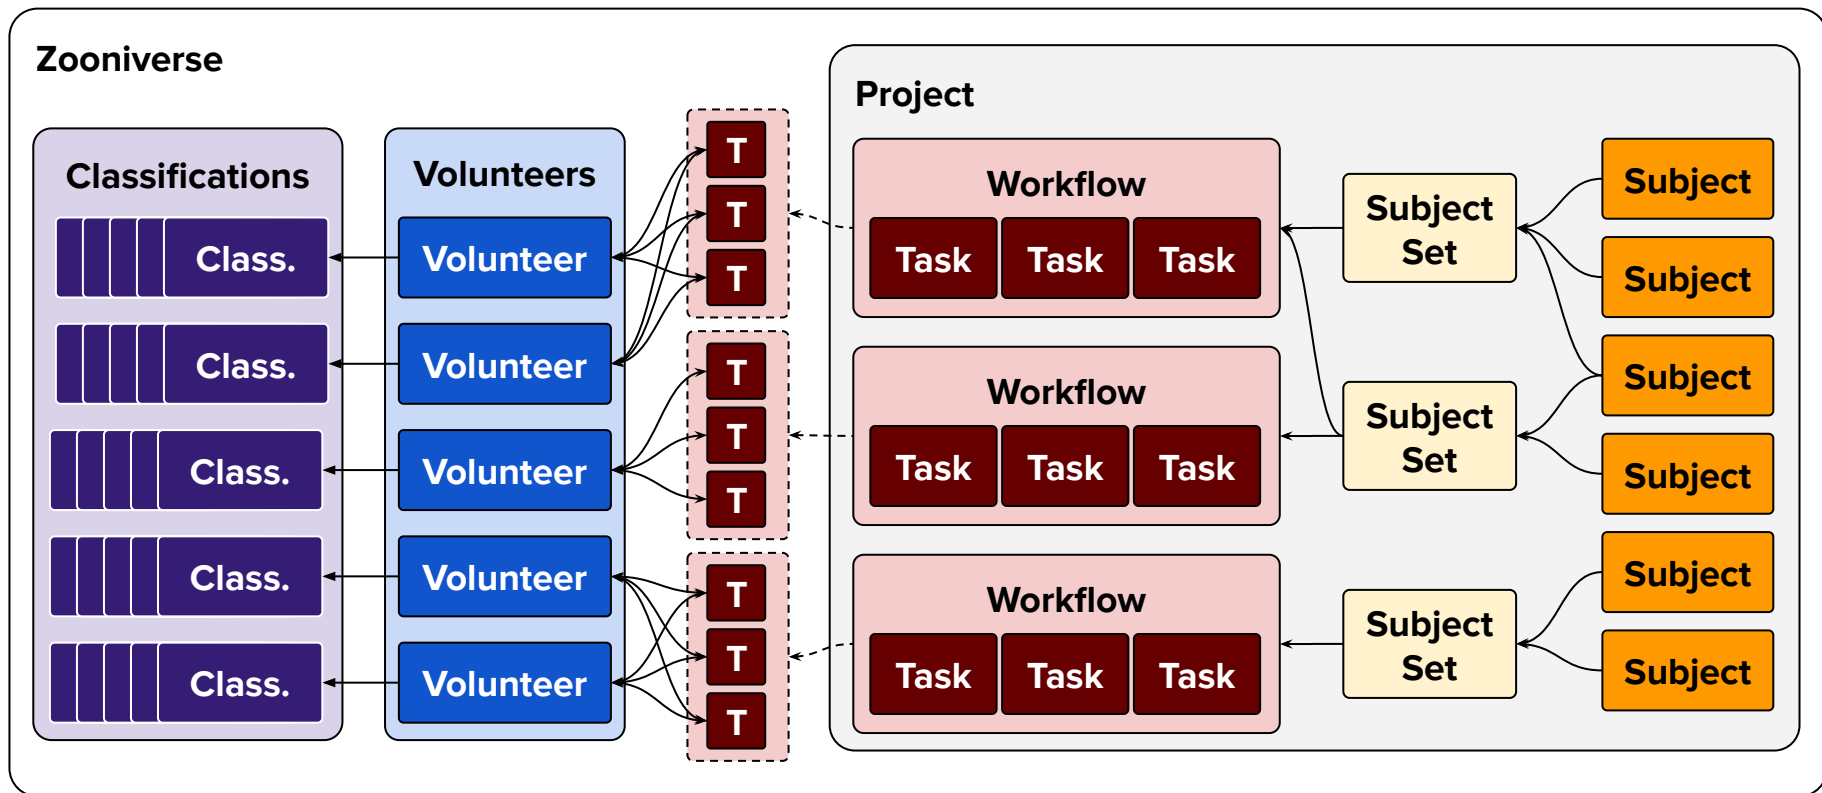 Zooniverse
Classifications
Class.
Class.
Class.
Class.
Class.
Volunteers
Volunteer
Volunteer
Volunteer
Volunteer
Volunteer
T
T
T
T
T
T
T
T
T
Project
Workflow
Task Task Task
Workflow
Task Task Task
Workflow
Task Task Task
Subject
Set
Subject
Set
Subject
Set
Subject
Subject
Subject
Subject
Subject
Subject